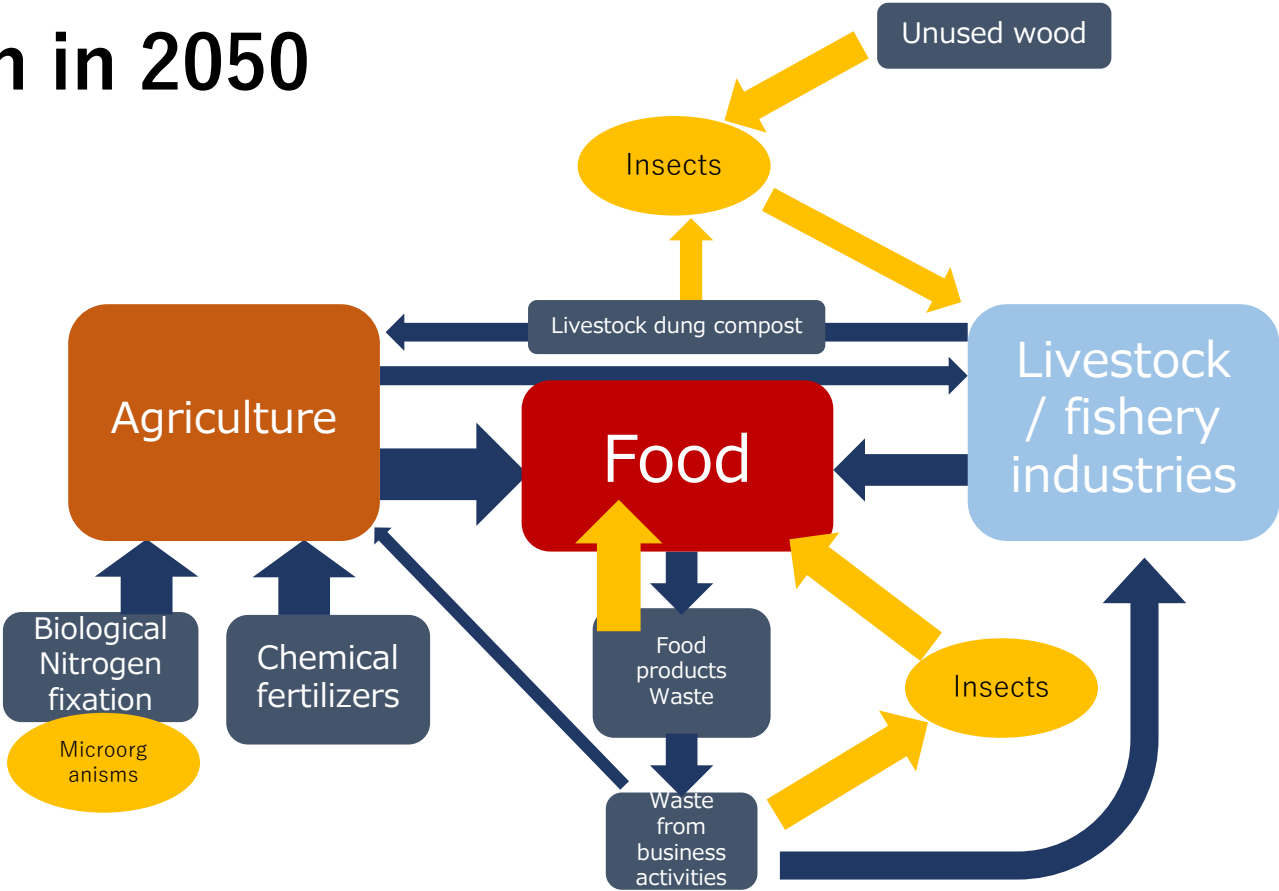 n in 2050
Unused wood
Insects
Livestock dung compost
Agriculture
Food
Livestock
/ fishery
industries
Biological
Nitrogen
fixation
Chemical
fertilizers
Microorg
anisms
Food
products
Waste
Insects
Waste
from
business
activities